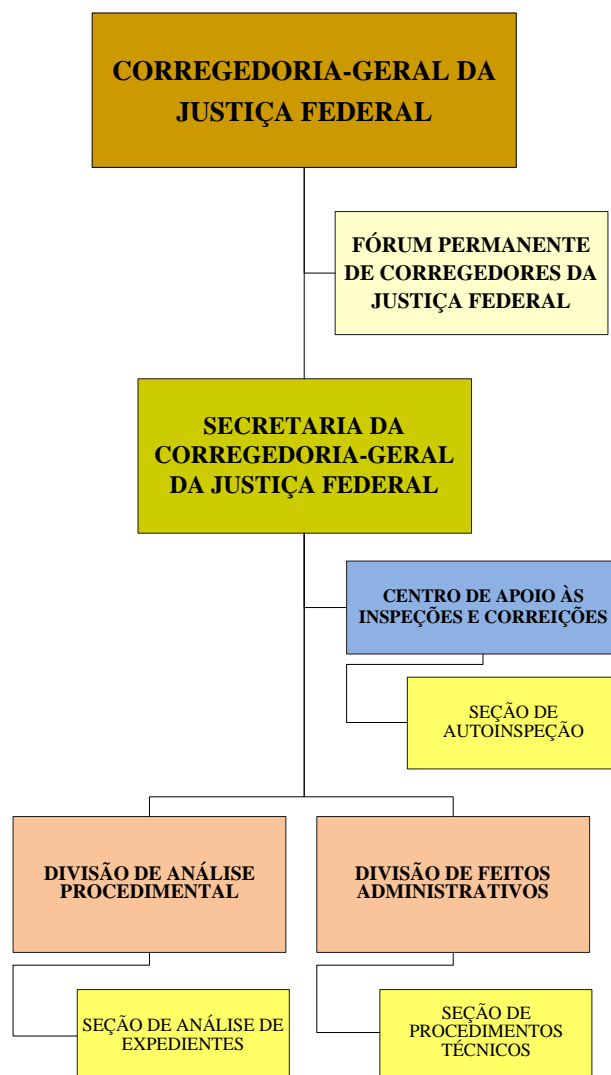 CORREGEDORIA-GERAL DA
JUSTIÇA FEDERAL
FÓRUM PERMANENTE
DE CORREGEDORES DA
JUSTIÇA FEDERAL
SECRETARIA DA
CORREGEDORIA-GERAL
DA JUSTIÇA FEDERAL
CENTRO DE APOIO ÀS
INSPEÇÕES E CORREIÇÕES
SEÇÃO DE
AUTOINSPEÇÃO
DIVISÃO DE ANÁLISE
PROCEDIMENTAL
DIVISÃO DE FEITOS
ADMINISTRATIVOS
SEÇÃO DE ANÁLISE DE
EXPEDIENTES
SEÇÃO DE
PROCEDIMENTOS
TÉCNICOS